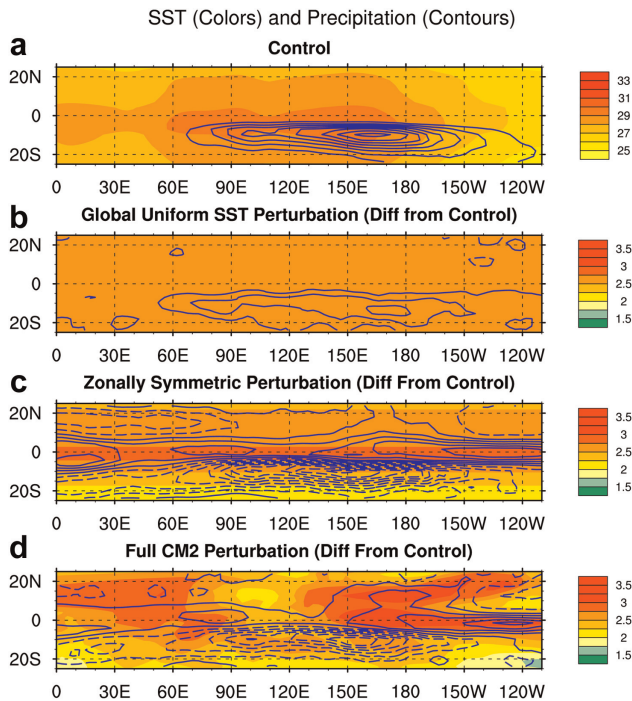 SST (Colors) and Precipitation (Contours)
a
Control
20N
0
20S
0 30E 60E 90E 120E 150E 180 150W 120W
33
31
29
27
25
b
Global Uniform SST Perturbation (Diff from Control)
20N
0
20S
0 30E 60E 90E 120E 150E 180 150W 120W
3.5
3
2.5
2
1.5
c
Zonally Symmetric Perturbation (Diff From Control)
20N
0
20S
0 30E 60E 90E 120E 150E 180 150W 120W
3.5
3
2.5
2
1.5
d
Full CM2 Perturbation (Diff From Control)
20N
0
20S
0 30E 60E 90E 120E 150E 180 150W 120W
3.5
3
2.5
2
1.5